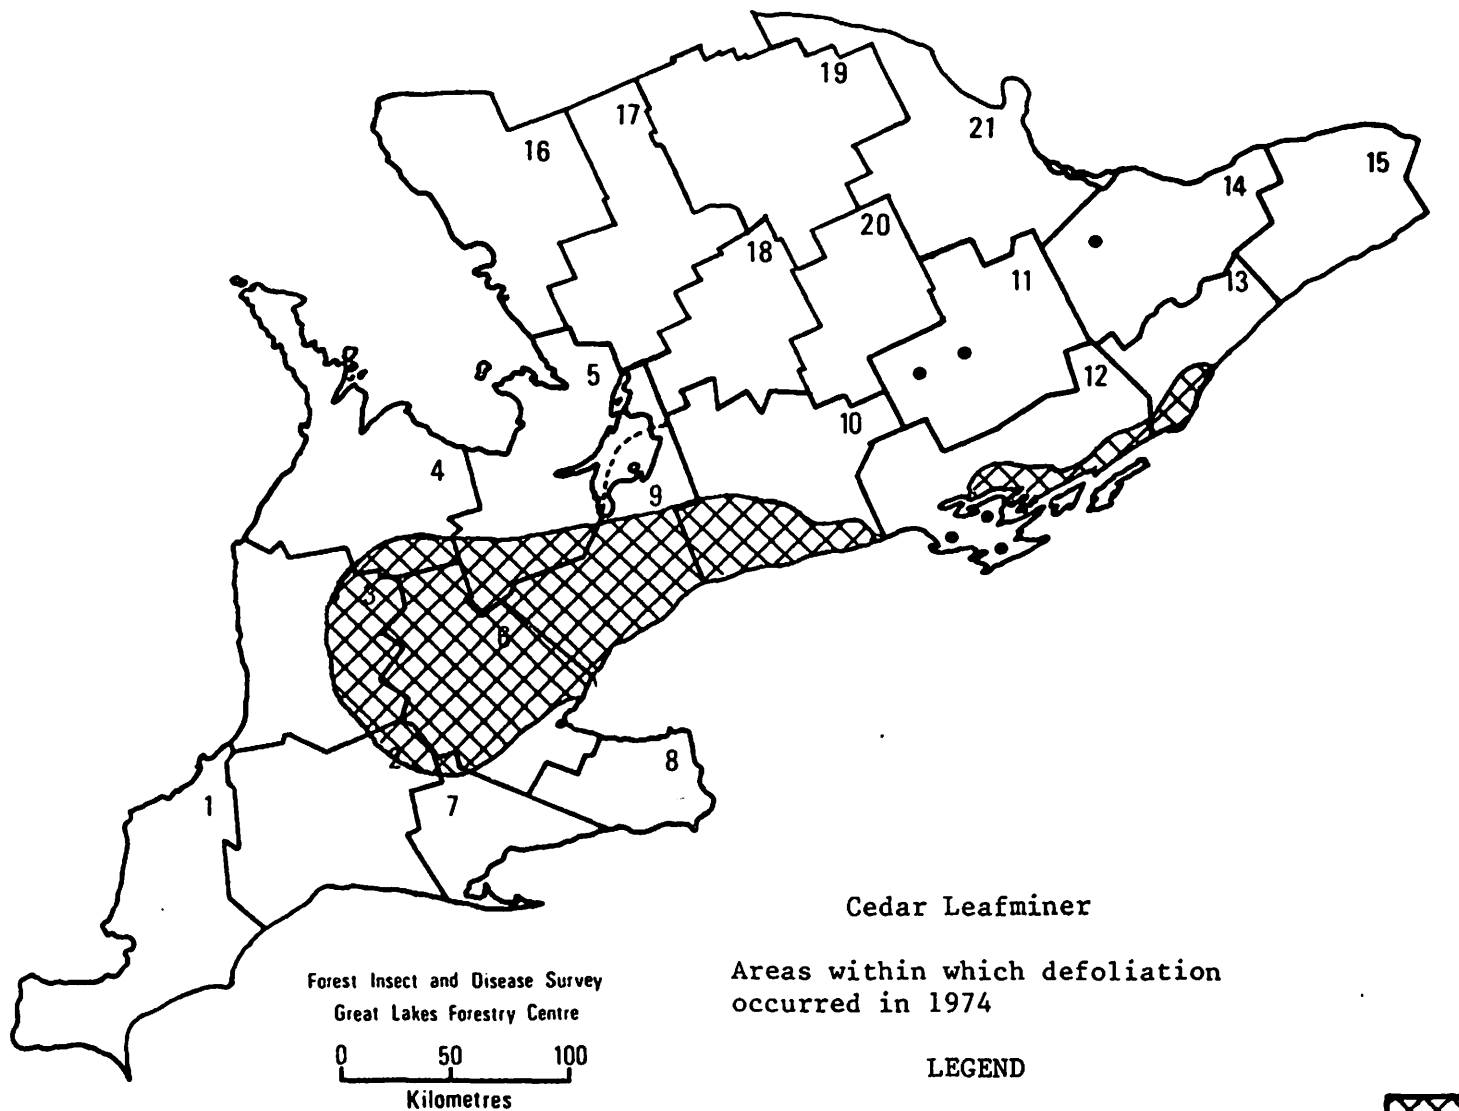 19
17
21
16
15
14
20
18
13
11
5
12
10
4
9
3
6
2
8
1
7
Cedar Leafminer
Forest Insect and Disease Survey
Great Lakes Forestry Centre
Areas within which defoliation
occurred in 1974
0 50 100
Kilometres
LEGEND